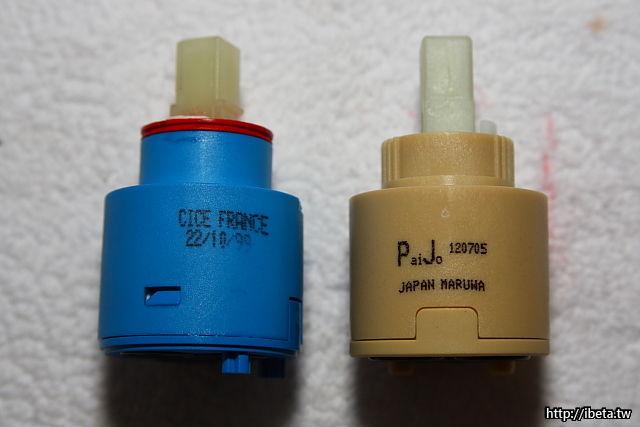 CICE FRANCE
22/10/99
PaiJo 120705
JAPAN MARUWA
http://ibeta.tw